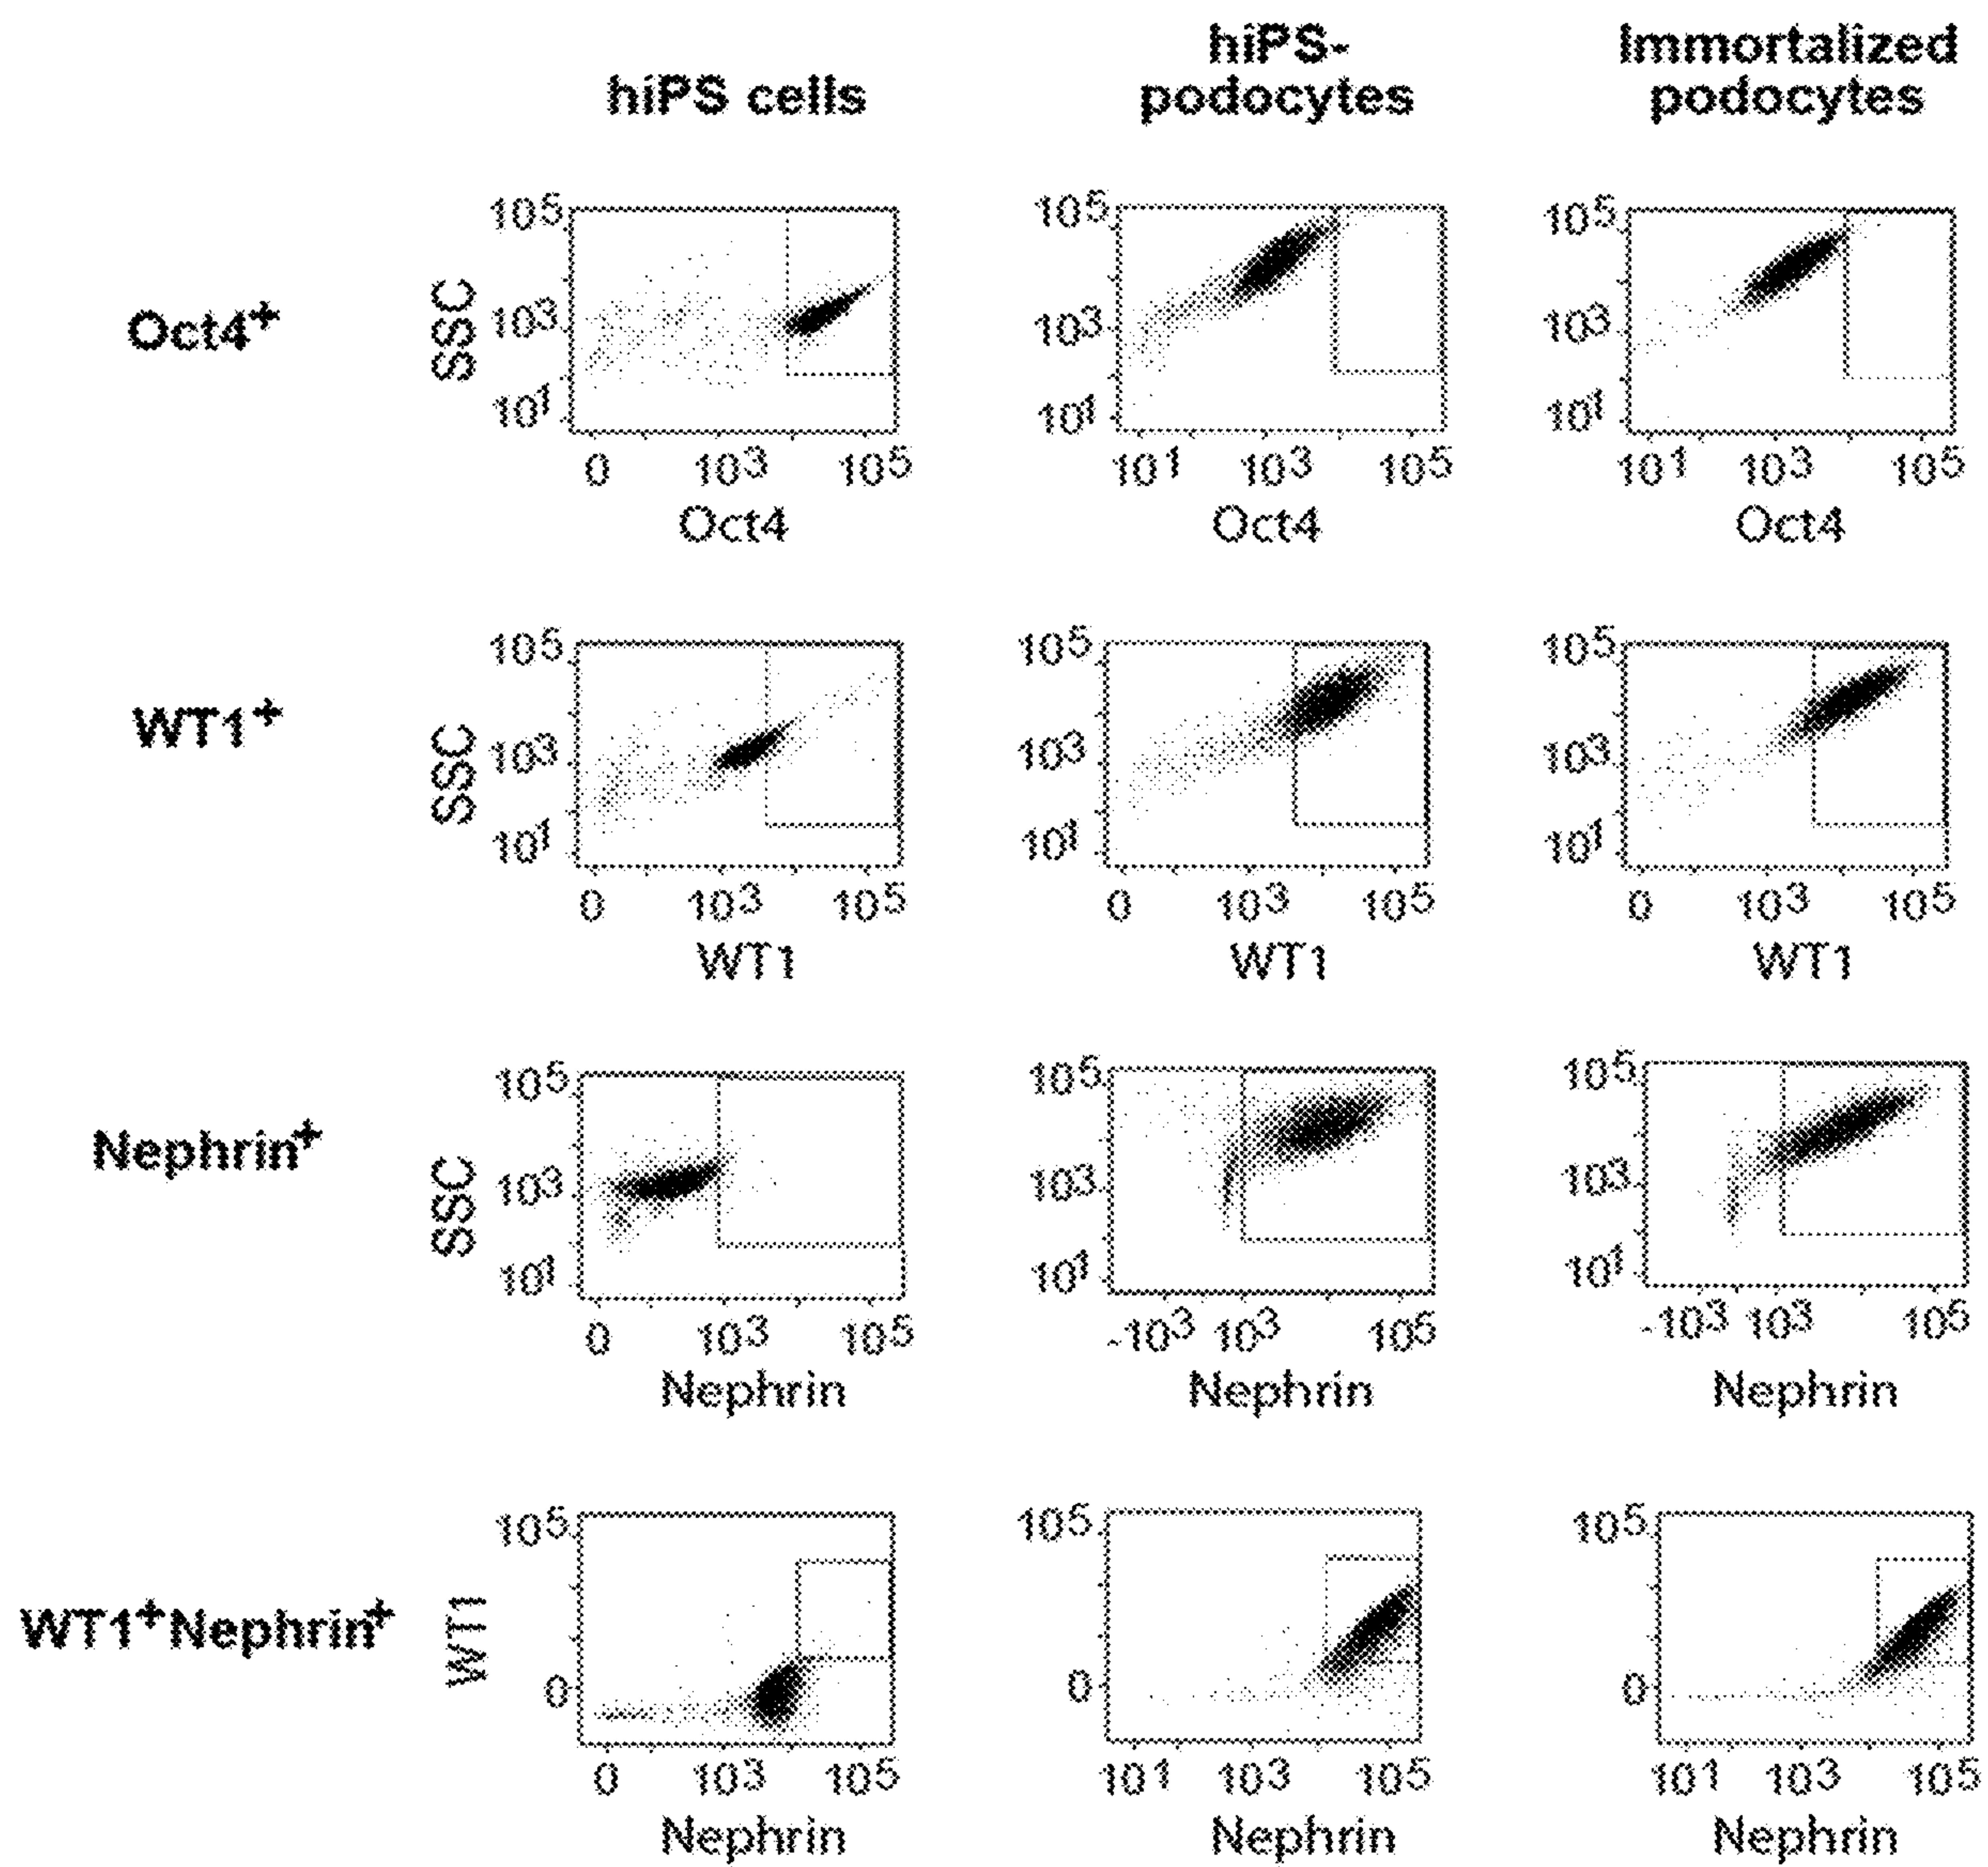 hiPS cells
hiPS-
podocytes
Immortalized
podocytes
Oct4⁺
SSC
10⁵
10³
10¹
0 10³ 10⁵
Oct4
10⁵
10³
10¹
10¹ 10³ 10⁵
Oct4
10⁵
10³
10¹
10¹ 10³ 10⁵
Oct4
WT1⁺
SSC
10⁵
10³
10¹
0 10³ 10⁵
WT1
10⁵
10³
10¹
0 10³ 10⁵
WT1
10⁵
10³
10¹
0 10³ 10⁵
WT1
Nephrin⁺
SSC
10⁵
10³
10¹
0 10³ 10⁵
Nephrin
10⁵
10³
10¹
-10³ 10³ 10⁵
Nephrin
10⁵
10³
10¹
-10³ 10³ 10⁵
Nephrin
WT1⁺Nephrin⁺
WT1
10⁵
0
0 10³ 10⁵
Nephrin
10⁵
0
10¹ 10³ 10⁵
Nephrin
10⁵
0
10¹ 10³ 10⁵
Nephrin